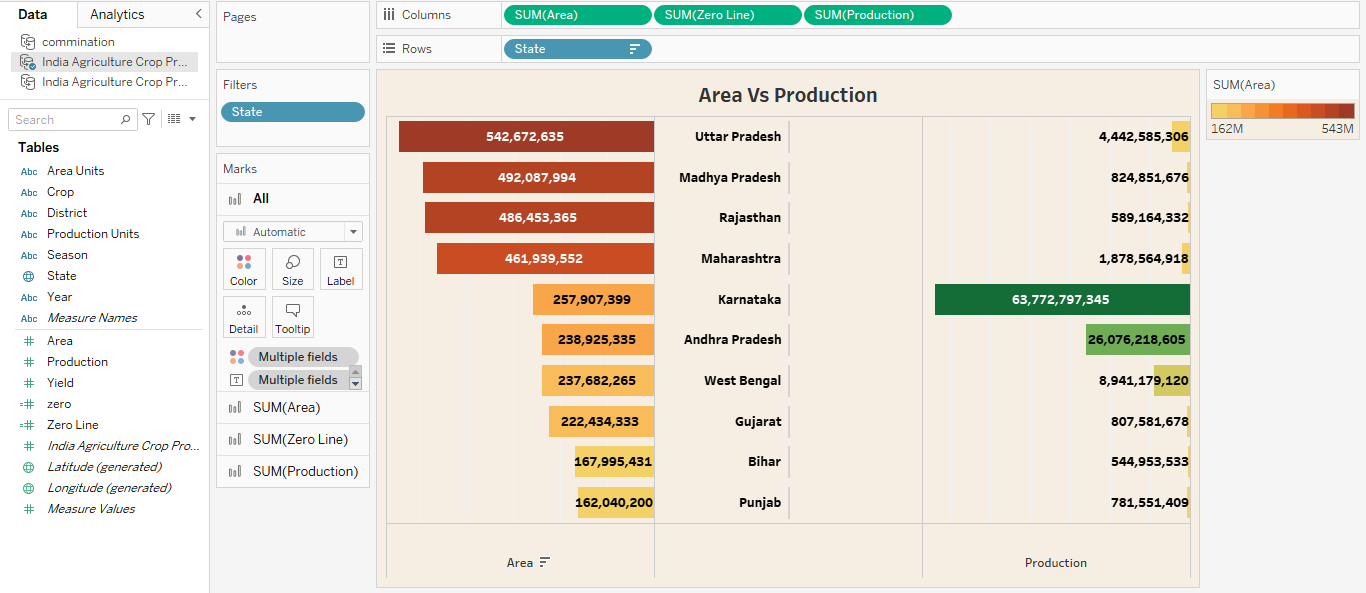 Data
Analytics
commination
India Agriculture Crop Pr...
India Agriculture Crop Pr...
Search
Tables
Abc Area Units
Abc Crop
Abc District
Abc Production Units
Abc Season
State
Abc Year
Abc Measure Names
Area
Production
Yield
zero
Zero Line
India Agriculture Crop Pro...
Latitude (generated)
Longitude (generated)
Measure Values
Pages
Filters
State
Marks
All
Automatic
Color Size Label
Detail Tooltip
Multiple fields
Multiple fields
SUM(Area)
SUM(Zero Line)
SUM(Production)
Columns SUM(Area) SUM(Zero Line) SUM(Production)
Rows State
Area Vs Production
542,672,635 Uttar Pradesh 4,442,585,306
492,087,994 Madhya Pradesh 824,851,676
486,453,365 Rajasthan 589,164,332
461,939,552 Maharashtra 1,878,564,918
257,907,399 Karnataka 63,772,797,345
238,925,335 Andhra Pradesh 26,076,218,605
237,682,265 West Bengal 8,941,179,120
222,434,333 Gujarat 807,581,678
167,995,431 Bihar 544,953,533
162,040,200 Punjab 781,551,409
Area Production
SUM(Area)
162M 543M